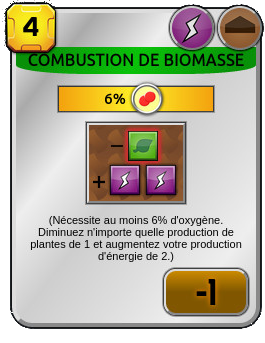 4
COMBUSTION DE BIOMASSE
6%
(Nécessite au moins 6% d'oxygène.
Diminuez n'importe quelle production de
plantes de 1 et augmentez votre production
d'énergie de 2.)
-1